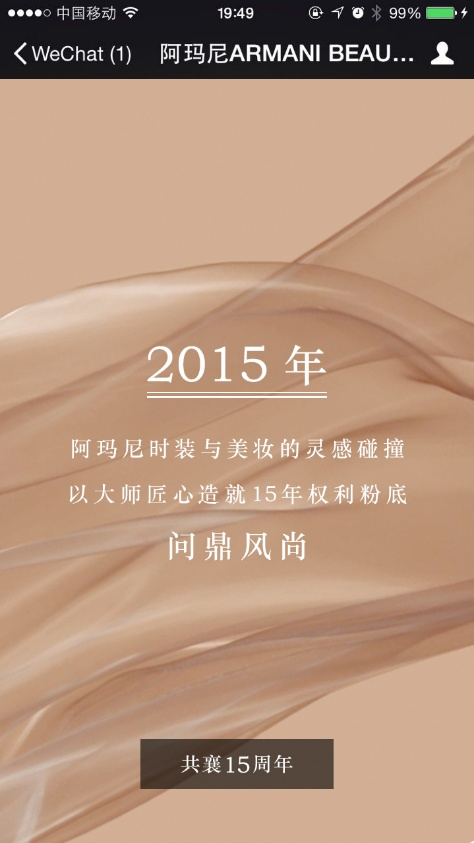 中国移动 19:49 99%
WeChat (1) 阿玛尼ARMANI BEAU...
2015 年
阿玛尼时装与美妆的灵感碰撞
以大师匠心造就15年权利粉底
问鼎风尚
共襄15周年